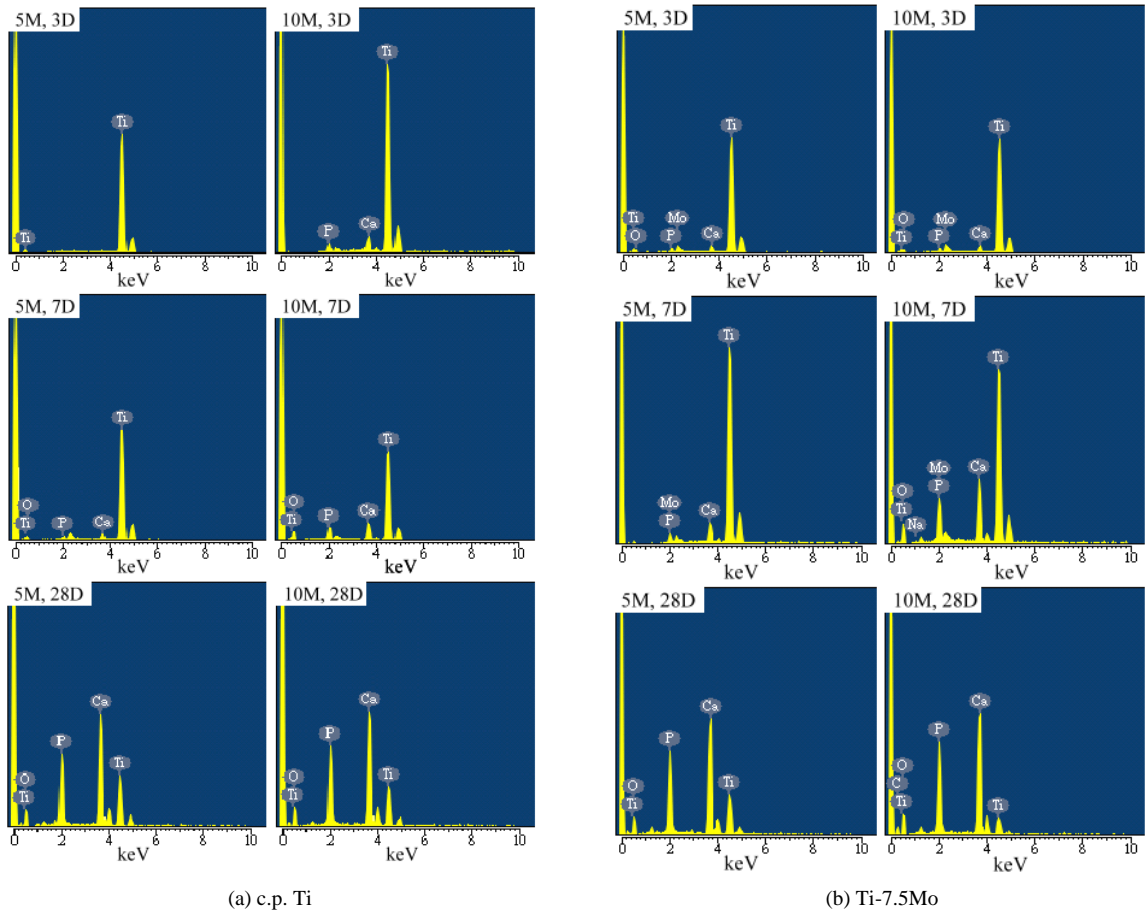 5M, 3D
Ti
Ti
0 2 4 6 8 10
keV
10M, 3D
Ti
P Ca
0 2 4 6 8 10
keV
5M, 7D
Ti
O
Ti P Ca
0 2 4 6 8 10
keV
10M, 7D
Ti
O
Ti P Ca
0 2 4 6 8 10
keV
5M, 28D
Ca
P
Ti
O
Ti
0 2 4 6 8 10
keV
10M, 28D
Ca
P
Ti
O
Ti
0 2 4 6 8 10
keV
(a) c.p. Ti
5M, 3D
Ti
Ti Mo
O P Ca
0 2 4 6 8 10
keV
10M, 3D
Ti
O Mo
Ti P Ca
0 2 4 6 8 10
keV
5M, 7D
Ti
Mo
P Ca
0 2 4 6 8 10
keV
10M, 7D
Ti
Mo Ca
O P
Ti Na
0 2 4 6 8 10
keV
5M, 28D
Ca
P
Ti
O
Ti
0 2 4 6 8 10
keV
10M, 28D
Ca
P
O
C
Ti Ti
0 2 4 6 8 10
keV
(b) Ti-7.5Mo